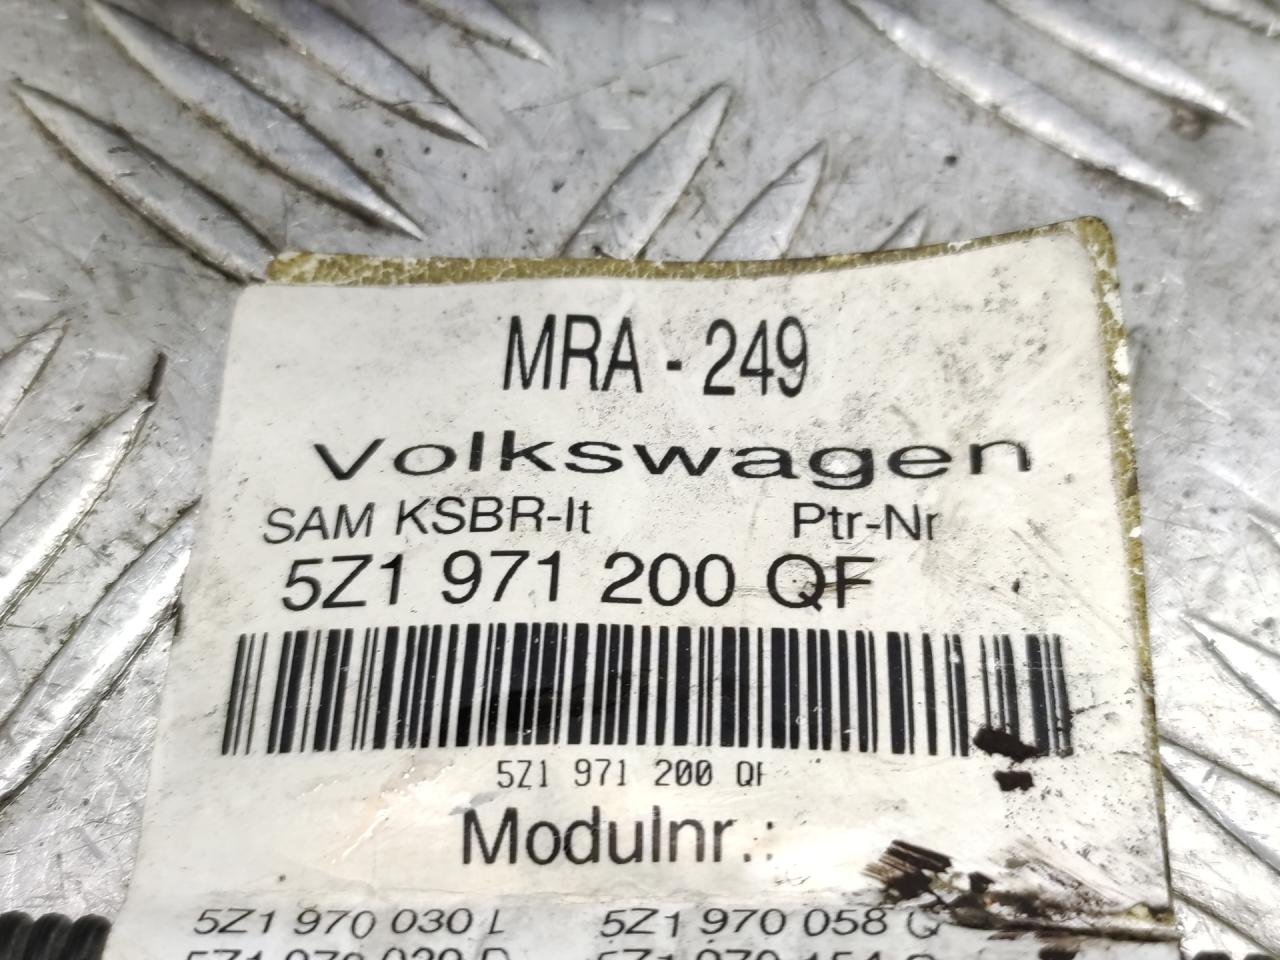 MRA - 249
Volkswagen
SAM KSBR-lt Ptr-Nr
5Z1 971 200 QF
5Z1 971 200 QF
Modulnr.:
5Z1 970 030 L 5Z1 970 058 G